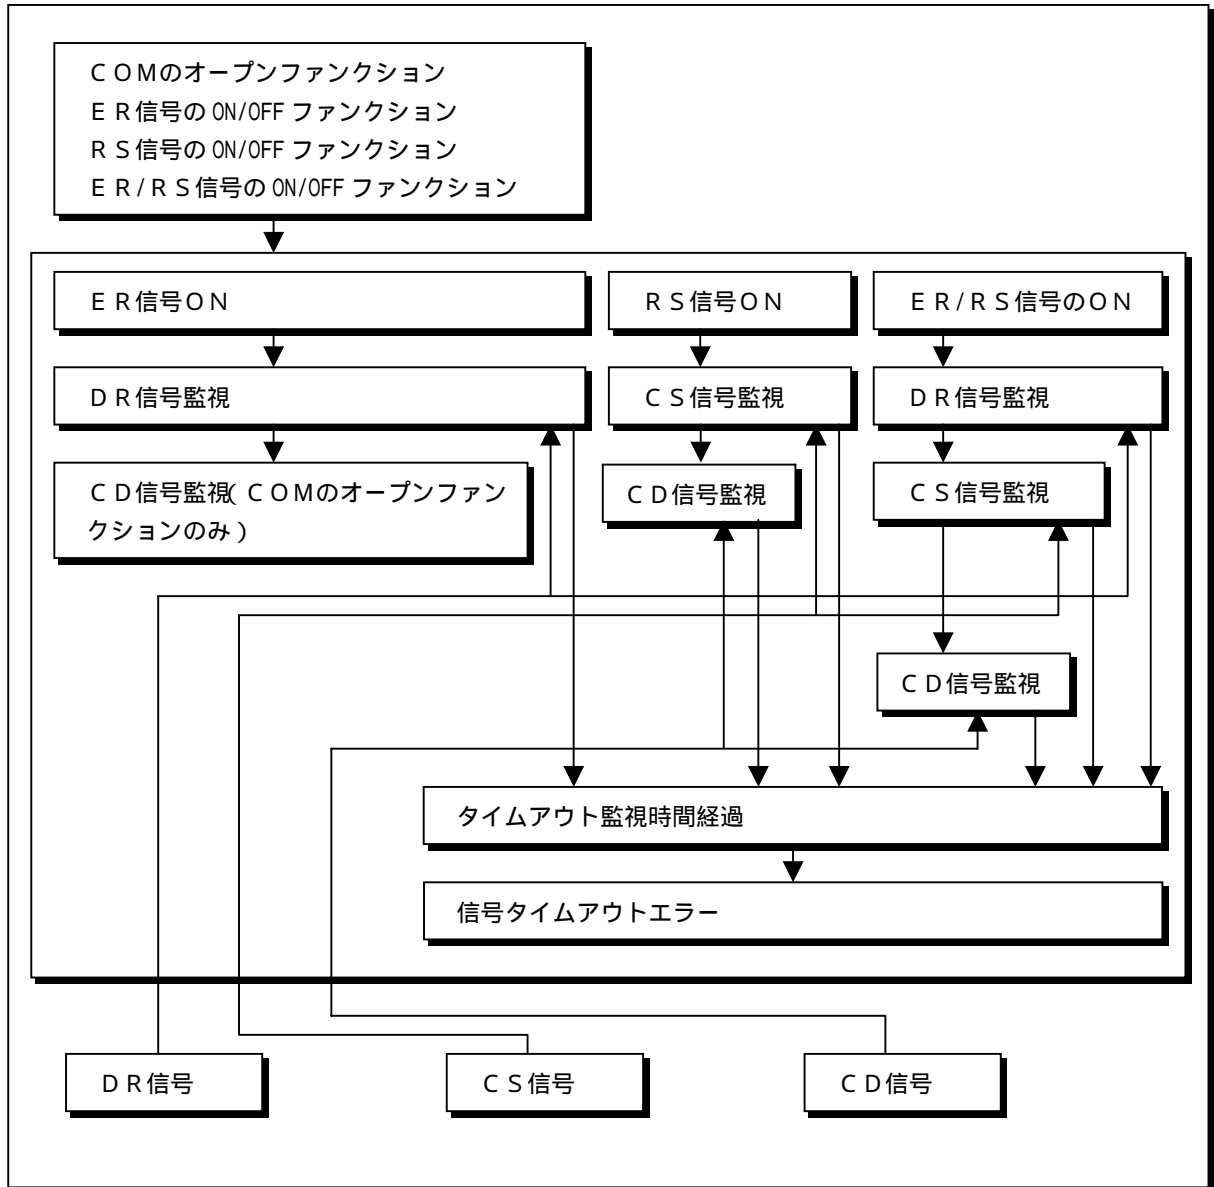 ＣＯＭのオープンファンクション
ＥＲ信号の ON/OFF ファンクション
ＲＳ信号の ON/OFF ファンクション
ＥＲ/ＲＳ信号の ON/OFF ファンクション
ＥＲ信号ＯＮ
ＲＳ信号ＯＮ
ＥＲ/ＲＳ信号のＯＮ
ＤＲ信号監視
ＣＳ信号監視
ＤＲ信号監視
ＣＤ信号監視(ＣＯＭのオープンファン
クションのみ)
ＣＤ信号監視
ＣＳ信号監視
ＣＤ信号監視
タイムアウト監視時間経過
信号タイムアウトエラー
ＤＲ信号
ＣＳ信号
ＣＤ信号